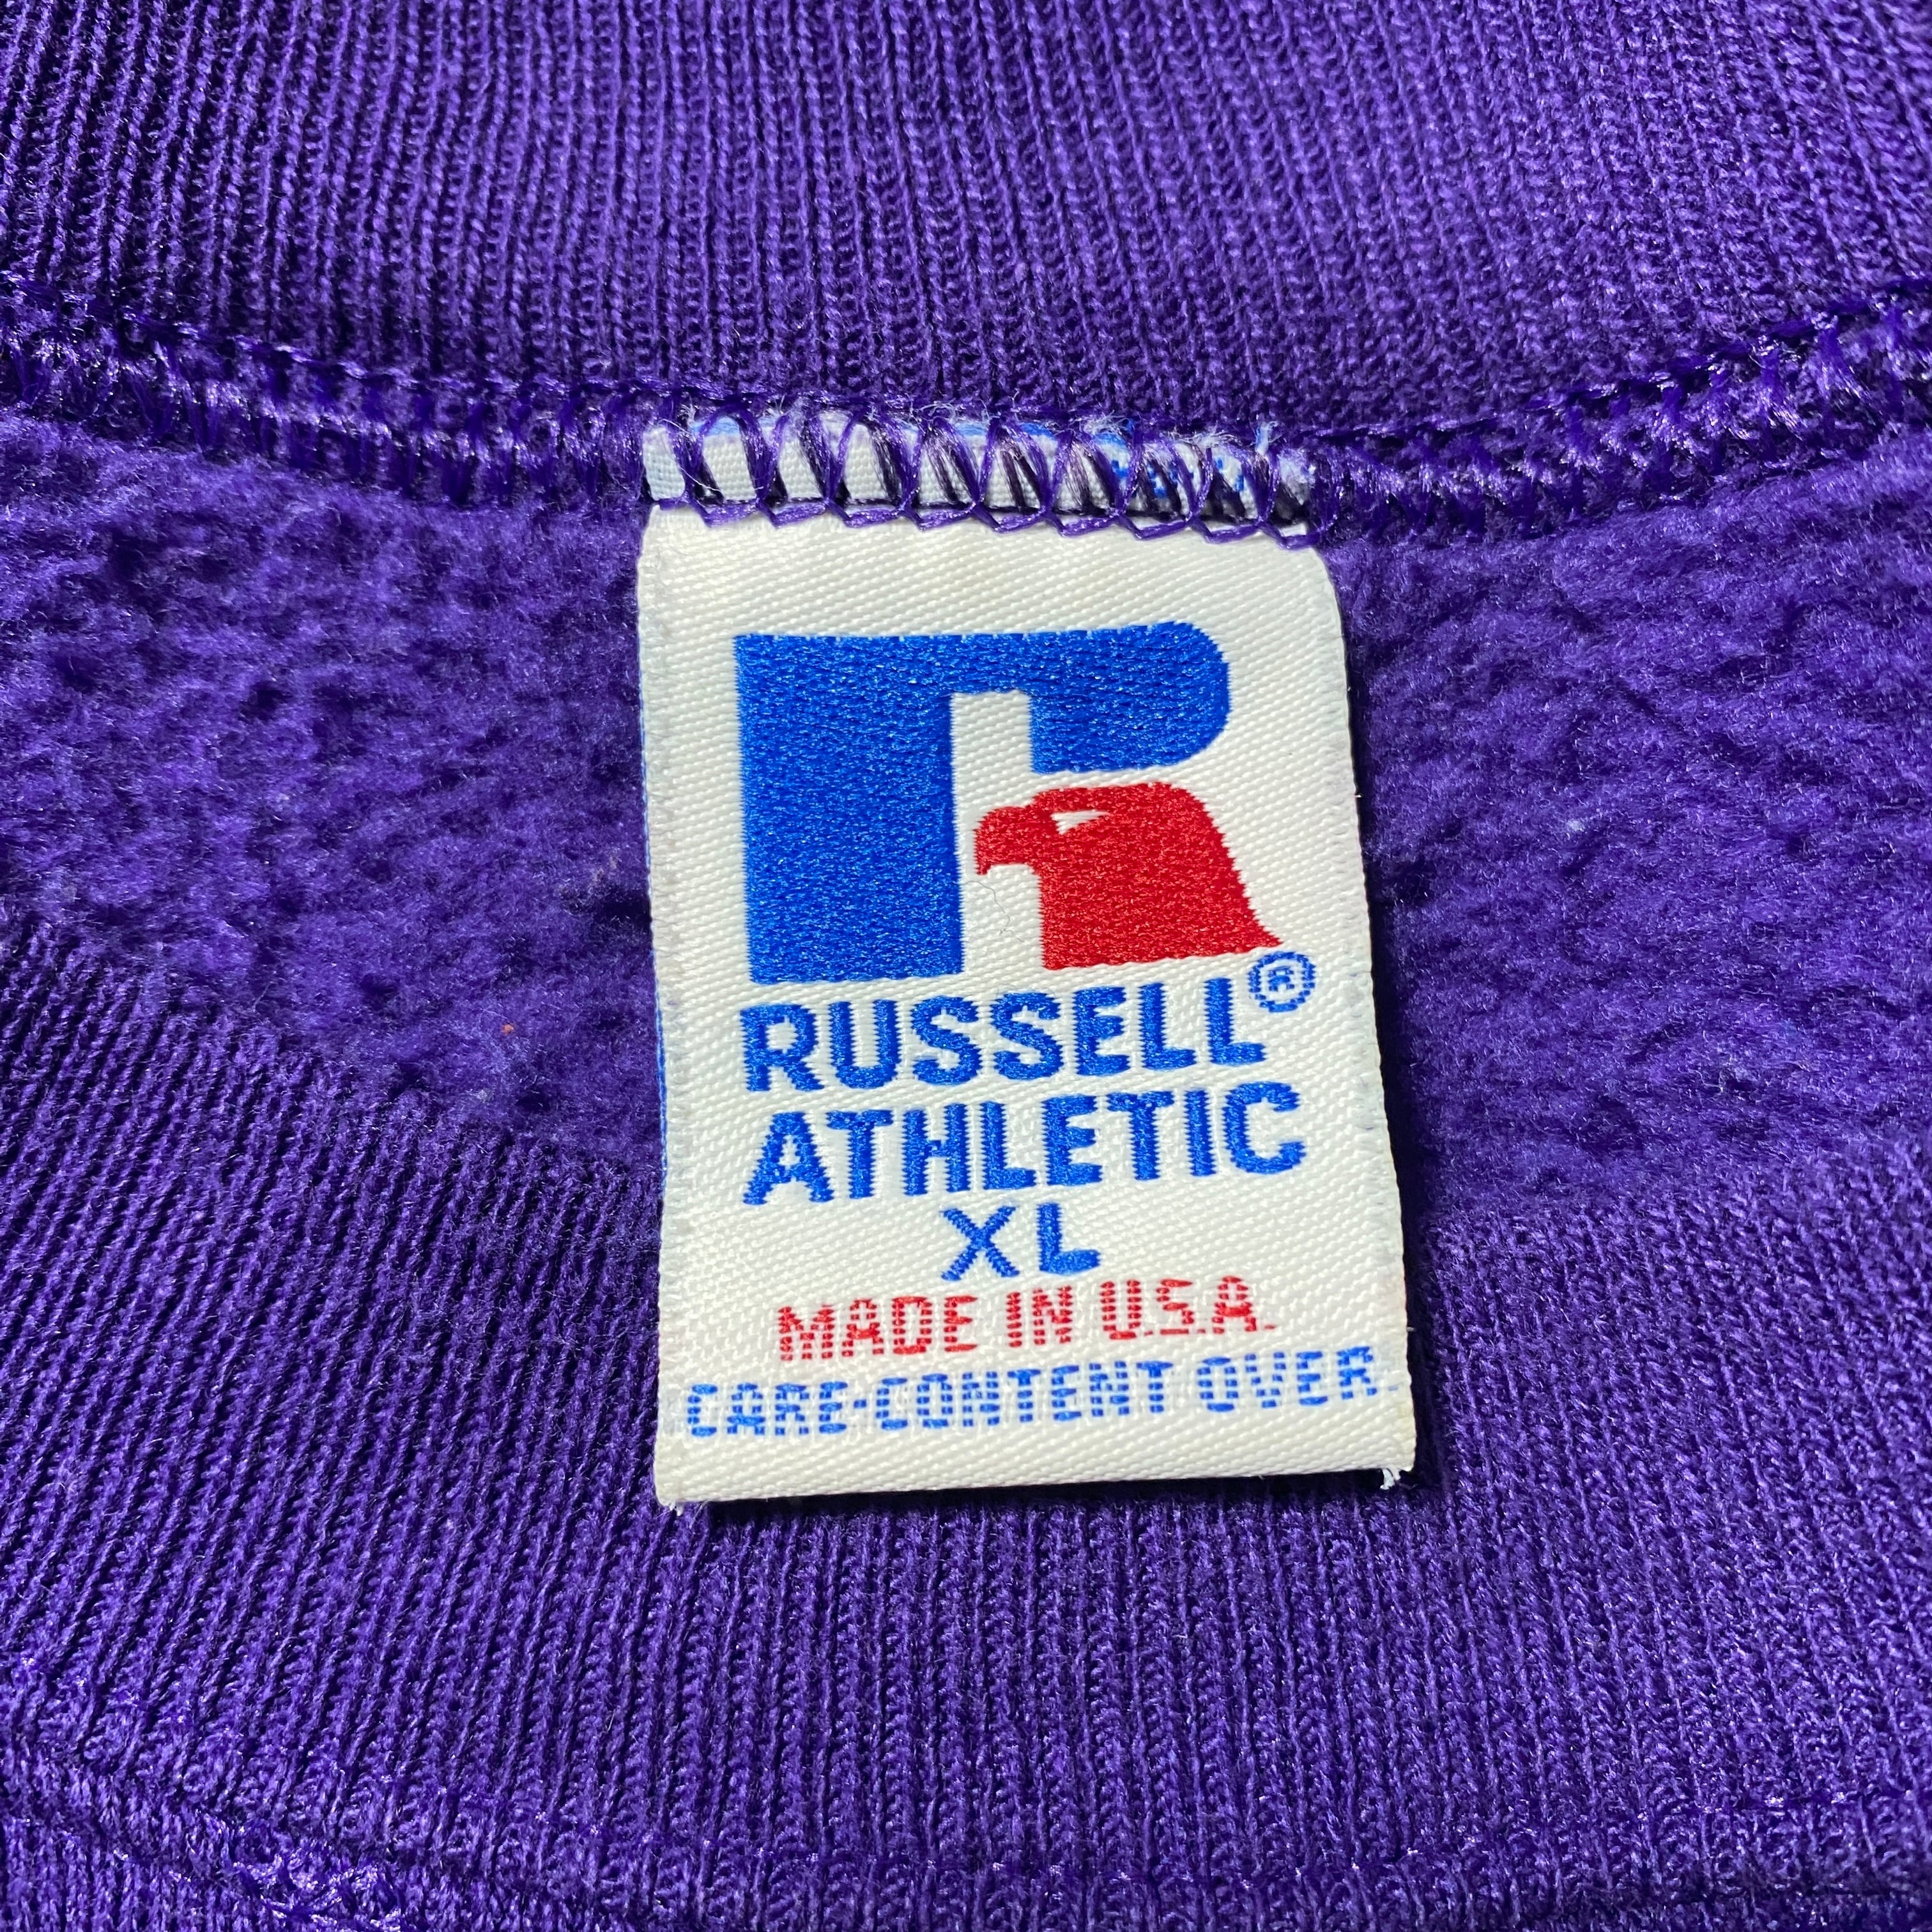 RUSSELL®
ATHLETIC
XL
MADE IN U.S.A.
CARE-CONTENT OVER